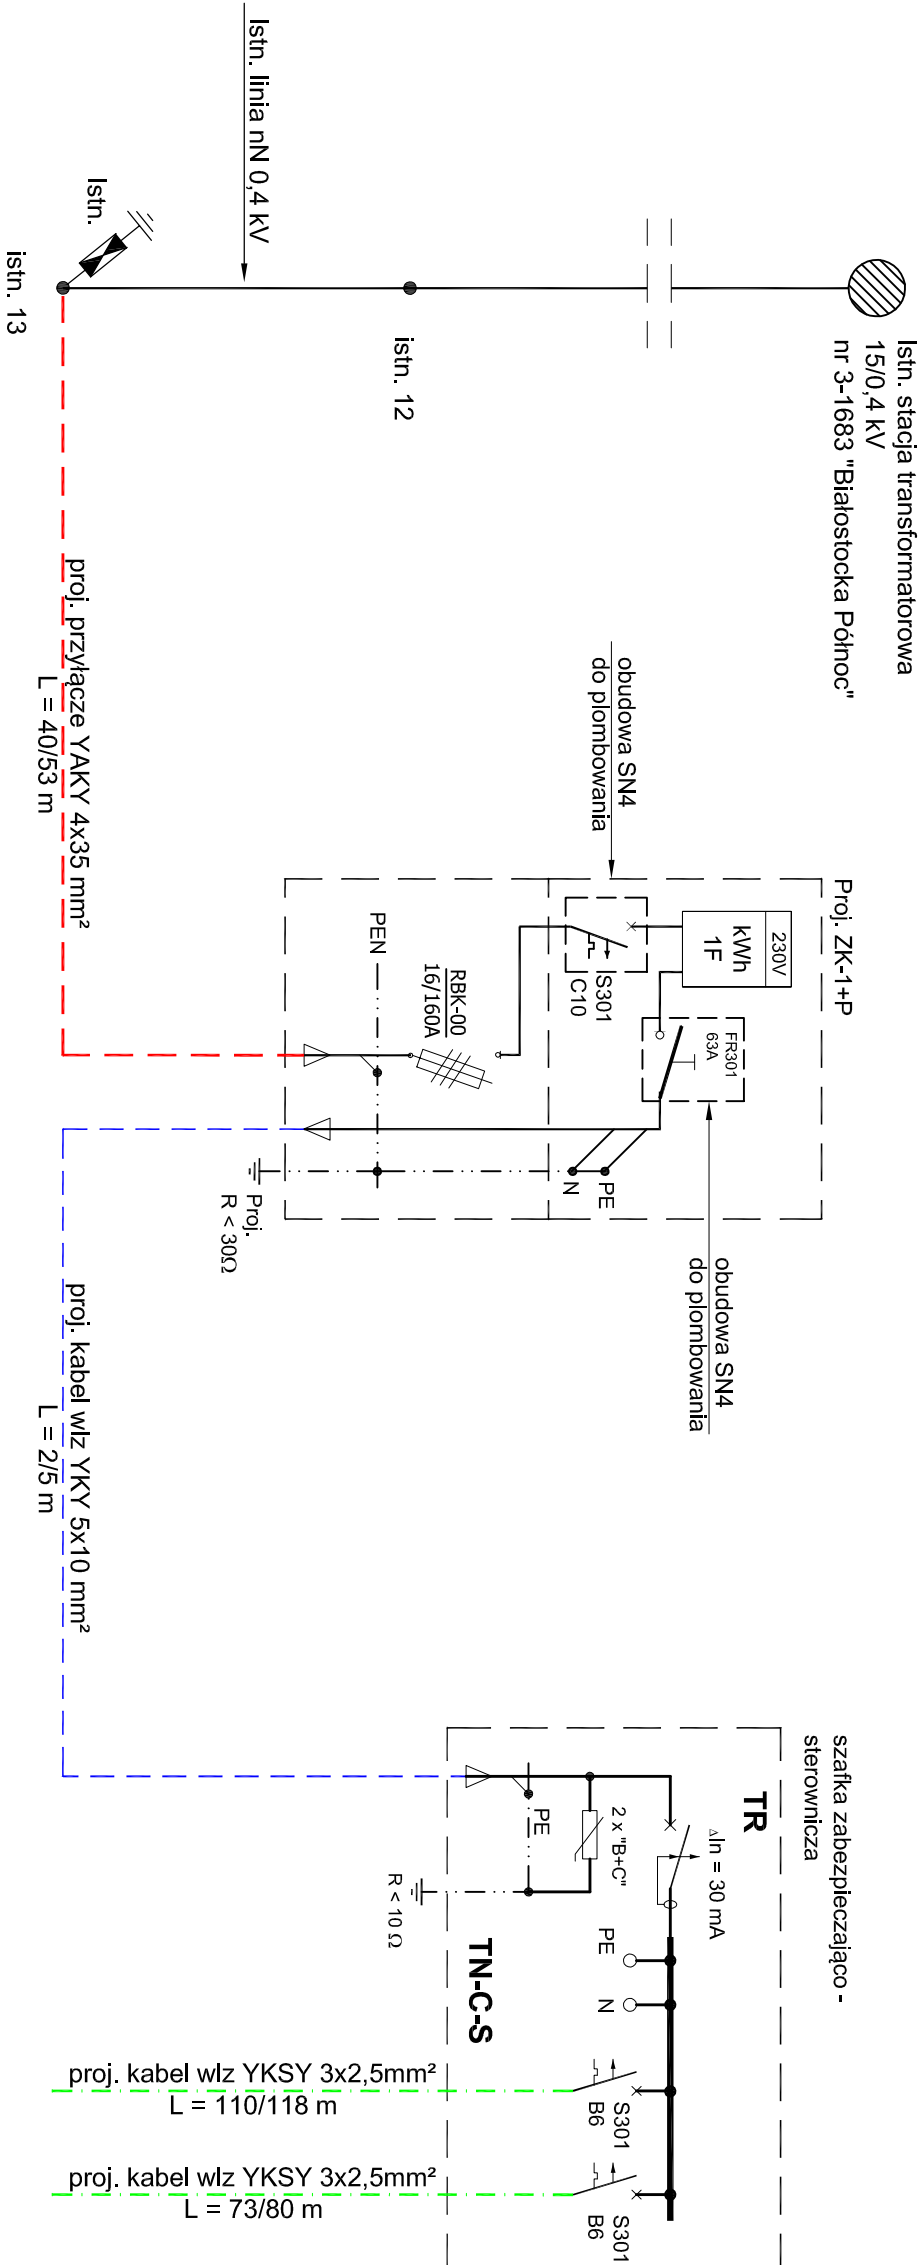 Istn. stacja transformatorowa
15/0,4 kV
nr 3-1683 "Białostocka Północ"
Istn. linia nN 0,4 kV
Istn.
istn. 13
istn. 12
proj. przyłącze YAKY 4x35 mm²
L = 40/53 m
obudowa SN4
do plombowania
Proj. ZK-1+P
230V
kWh
1F
S301
C10
FR301
63A
PEN
RBK-00
16/160A
N
PE
Proj.
R < 30Ω
obudowa SN4
do plombowania
proj. kabel wlz YKY 5x10 mm²
L = 2/5 m
szafka zabezpieczająco -
sterownicza
TR
ΔIn = 30 mA
2 x "B+C"
PE
R < 10 Ω
TN-C-S
PE
N
S301
B6
proj. kabel wlz YKSY 3x2,5mm²
L = 110/118 m
S301
B6
proj. kabel wlz YKSY 3x2,5mm²
L = 73/80 m